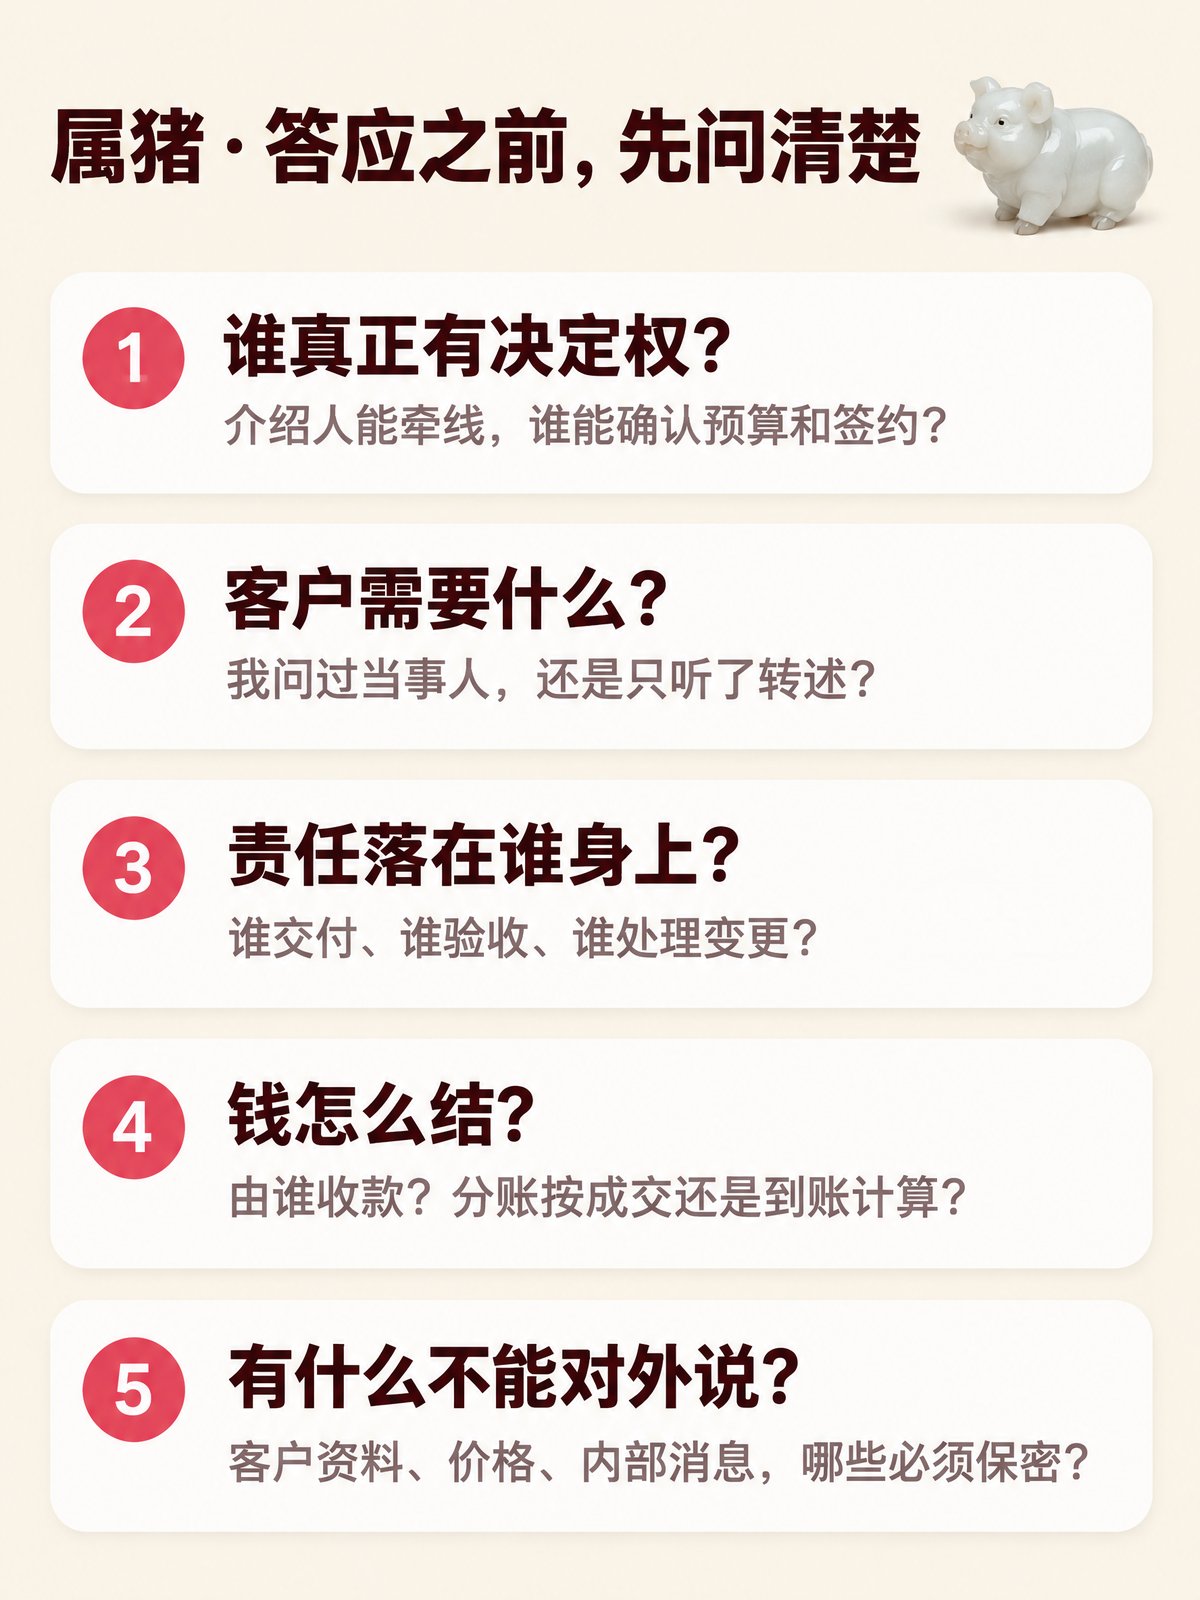 属猪·答应之前，先问清楚
1
谁真正有决定权？
介绍人能牵线，谁能确认预算和签约？
2
客户需要什么？
我问过当事人，还是只听了转述？
3
责任落在谁身上？
谁交付、谁验收、谁处理变更？
4
钱怎么结？
由谁收款？分账按成交还是到账计算？
5
有什么不能对外说？
客户资料、价格、内部消息，哪些必须保密？